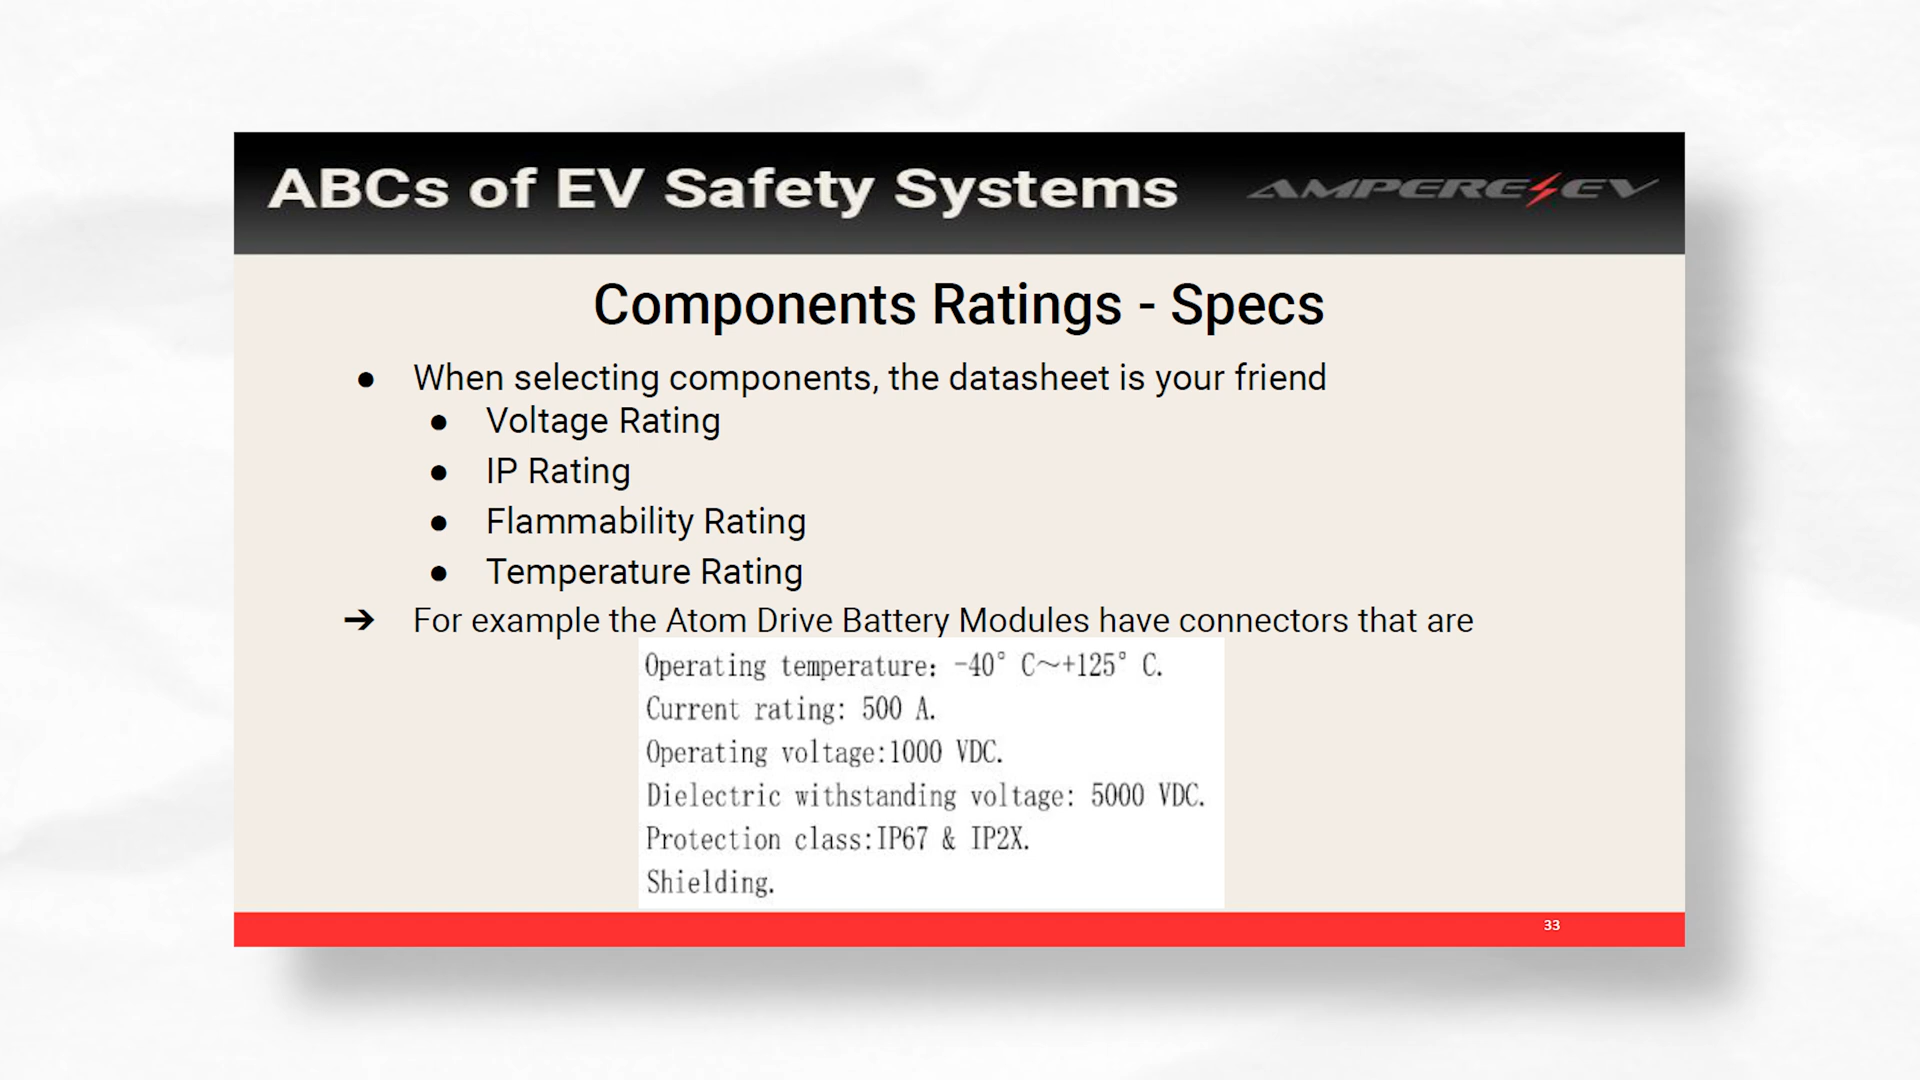 ABCs of EV Safety Systems
AMPERE EV
Components Ratings - Specs
● When selecting components, the datasheet is your friend
● Voltage Rating
● IP Rating
● Flammability Rating
● Temperature Rating
➔ For example the Atom Drive Battery Modules have connectors that are
Operating temperature: -40° C~+125° C.
Current rating: 500 A.
Operating voltage:1000 VDC.
Dielectric withstanding voltage: 5000 VDC.
Protection class:IP67 & IP2X.
Shielding.
33